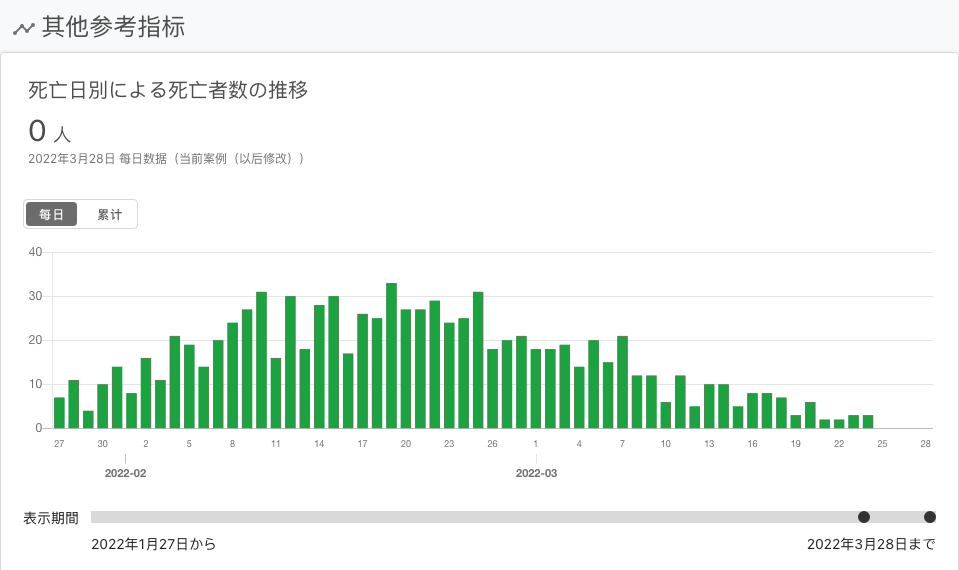 其他参考指标
死亡日別による死亡者数の推移
0 人
2022年3月28日 每日数据（当前案例（以后修改））
每日 累计
40
30
20
10
0
27 30 2 5 8 11 14 17 20 23 26 1 4 7 10 13 16 19 22 25 28
2022-02 2022-03
表示期間
2022年1月27日から 2022年3月28日まで